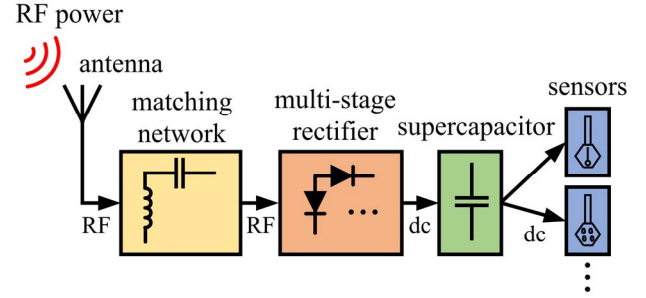 RF power
antenna
matching
network
multi-stage
rectifier
supercapacitor
sensors
RF
RF
dc
dc